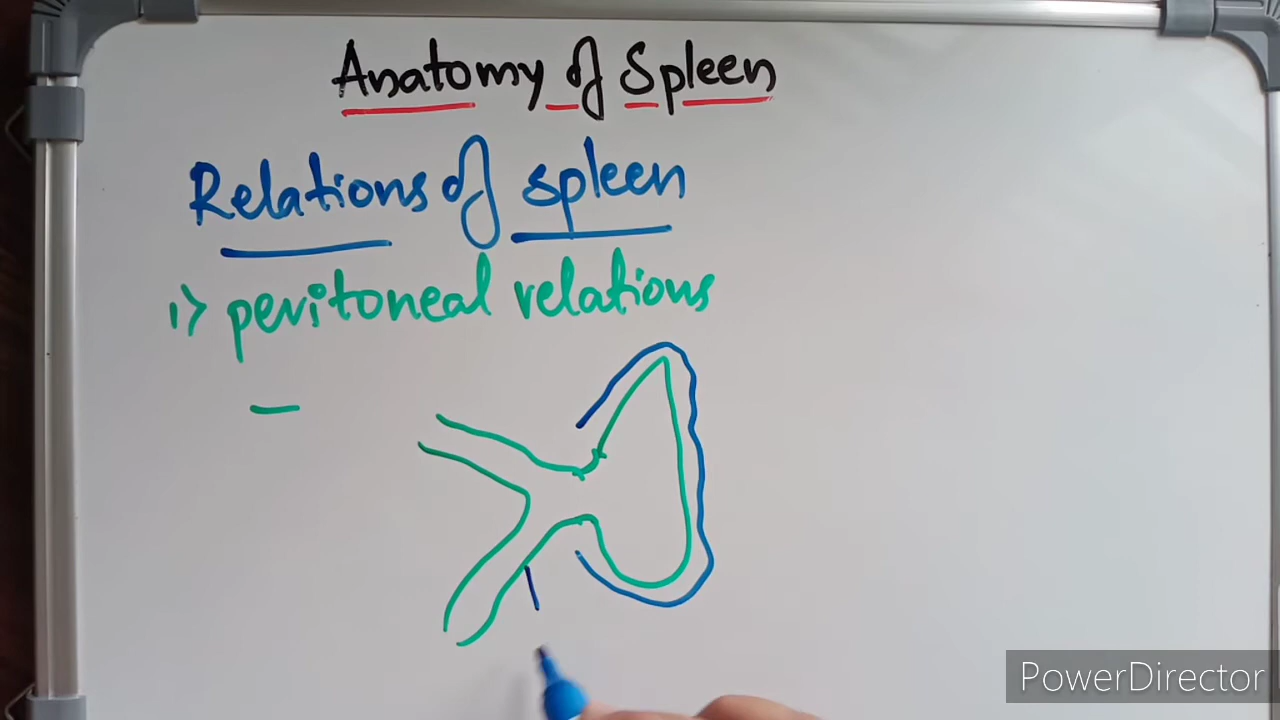 Anatomy of Spleen
Relations of spleen
1) peritoneal relations
PowerDirector